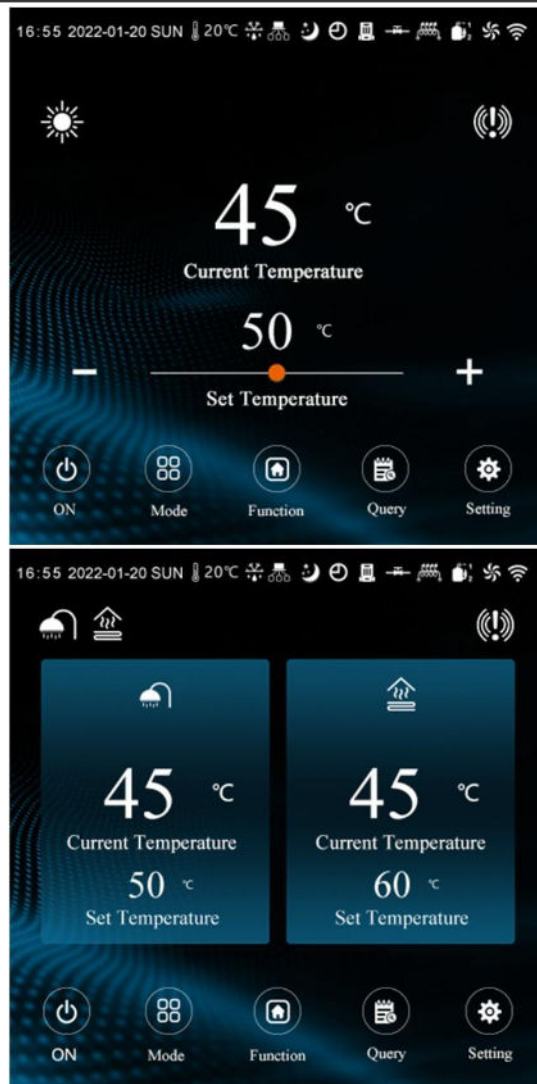 16:55 2022-01-20 SUN 20℃
45 ℃
Current Temperature
50 ℃
− +
Set Temperature
ON Mode Function Query Setting
16:55 2022-01-20 SUN 20℃
45 ℃ 45 ℃
Current Temperature Current Temperature
50 ℃ 60 ℃
Set Temperature Set Temperature
ON Mode Function Query Setting